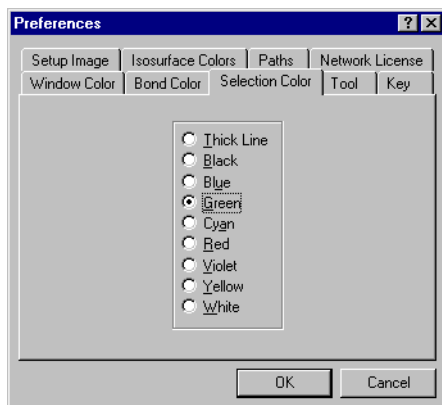 Preferences
Setup Image Isosurface Colors Paths Network License
Window Color Bond Color Selection Color Tool Key
Thick Line
Black
Blue
Green
Cyan
Red
Violet
Yellow
White
OK Cancel